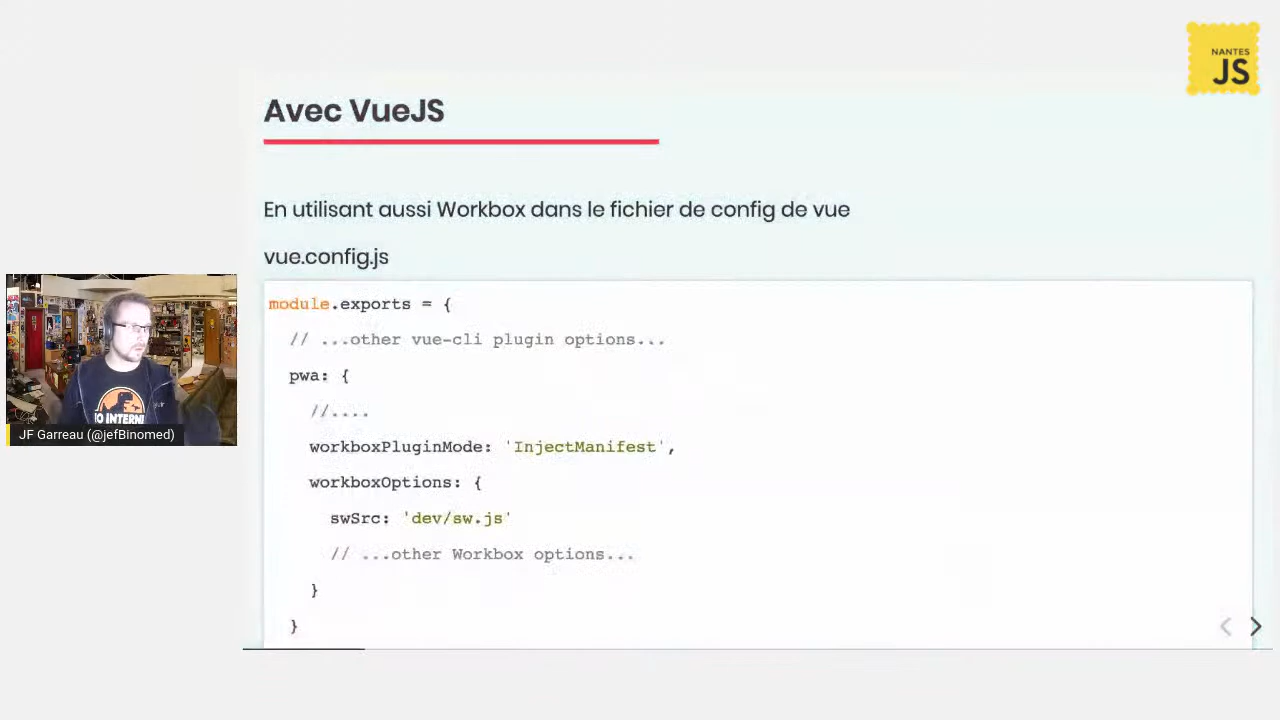 NANTES
JS
Avec VueJS
En utilisant aussi Workbox dans le fichier de config de vue
vue.config.js
module.exports = {
// ...other vue-cli plugin options...
pwa: {
//....
workboxPluginMode: 'InjectManifest',
workboxOptions: {
swSrc: 'dev/sw.js'
// ...other Workbox options...
}
}
JF Garreau (@jefBinomed)